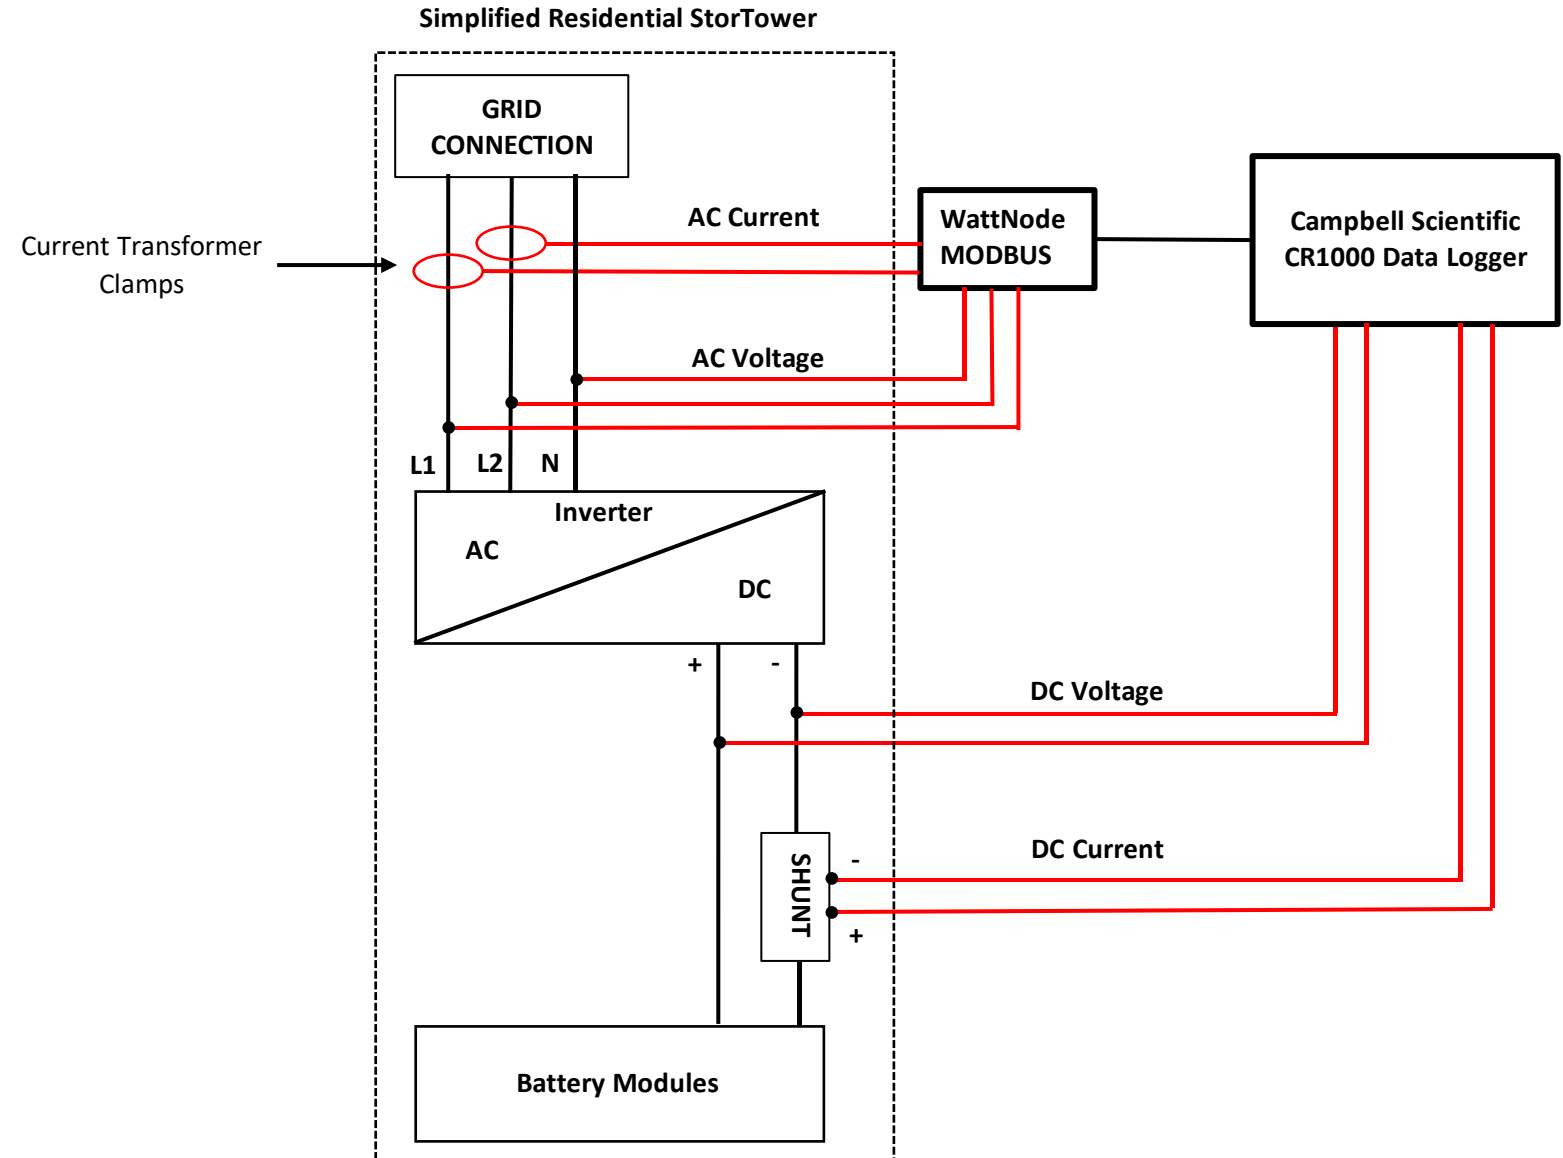 Simplified Residential StorTower
GRID
CONNECTION
AC Current
WattNode
MODBUS
Campbell Scientific
CR1000 Data Logger
Current Transformer
Clamps
AC Voltage
L1
L2
N
Inverter
AC
DC
+
-
DC Voltage
SHUNT
-
DC Current
+
Battery Modules